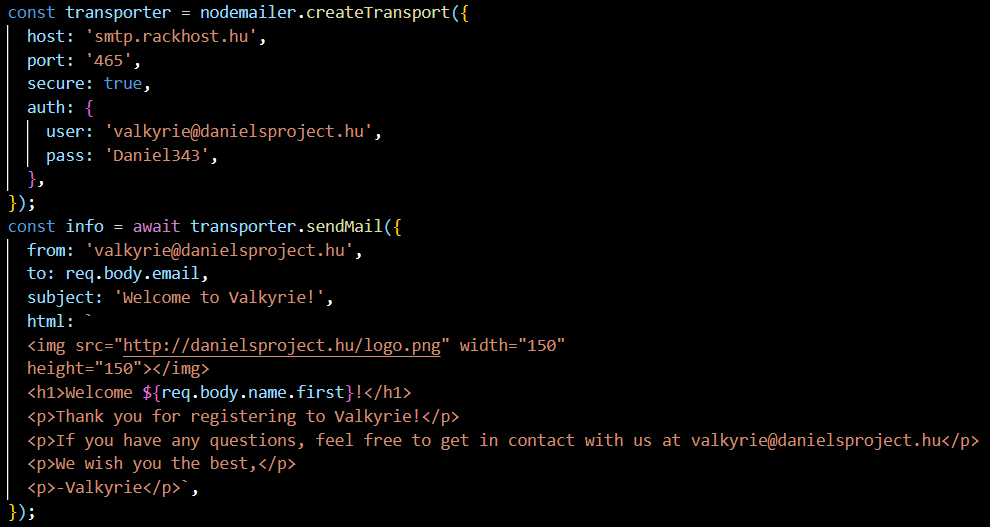 const transporter = nodemailer.createTransport({
host: 'smtp.rackhost.hu',
port: '465',
secure: true,
auth: {
user: 'valkyrie@danielsproject.hu',
pass: 'Daniel343',
},
});
const info = await transporter.sendMail({
from: 'valkyrie@danielsproject.hu',
to: req.body.email,
subject: 'Welcome to Valkyrie!',
html: `
<img src="http://danielsproject.hu/logo.png" width="150"
height="150"></img>
<h1>Welcome ${req.body.name.first}!</h1>
<p>Thank you for registering to Valkyrie!</p>
<p>If you have any questions, feel free to get in contact with us at valkyrie@danielsproject.hu</p>
<p>We wish you the best,</p>
<p>-Valkyrie</p>`,
});